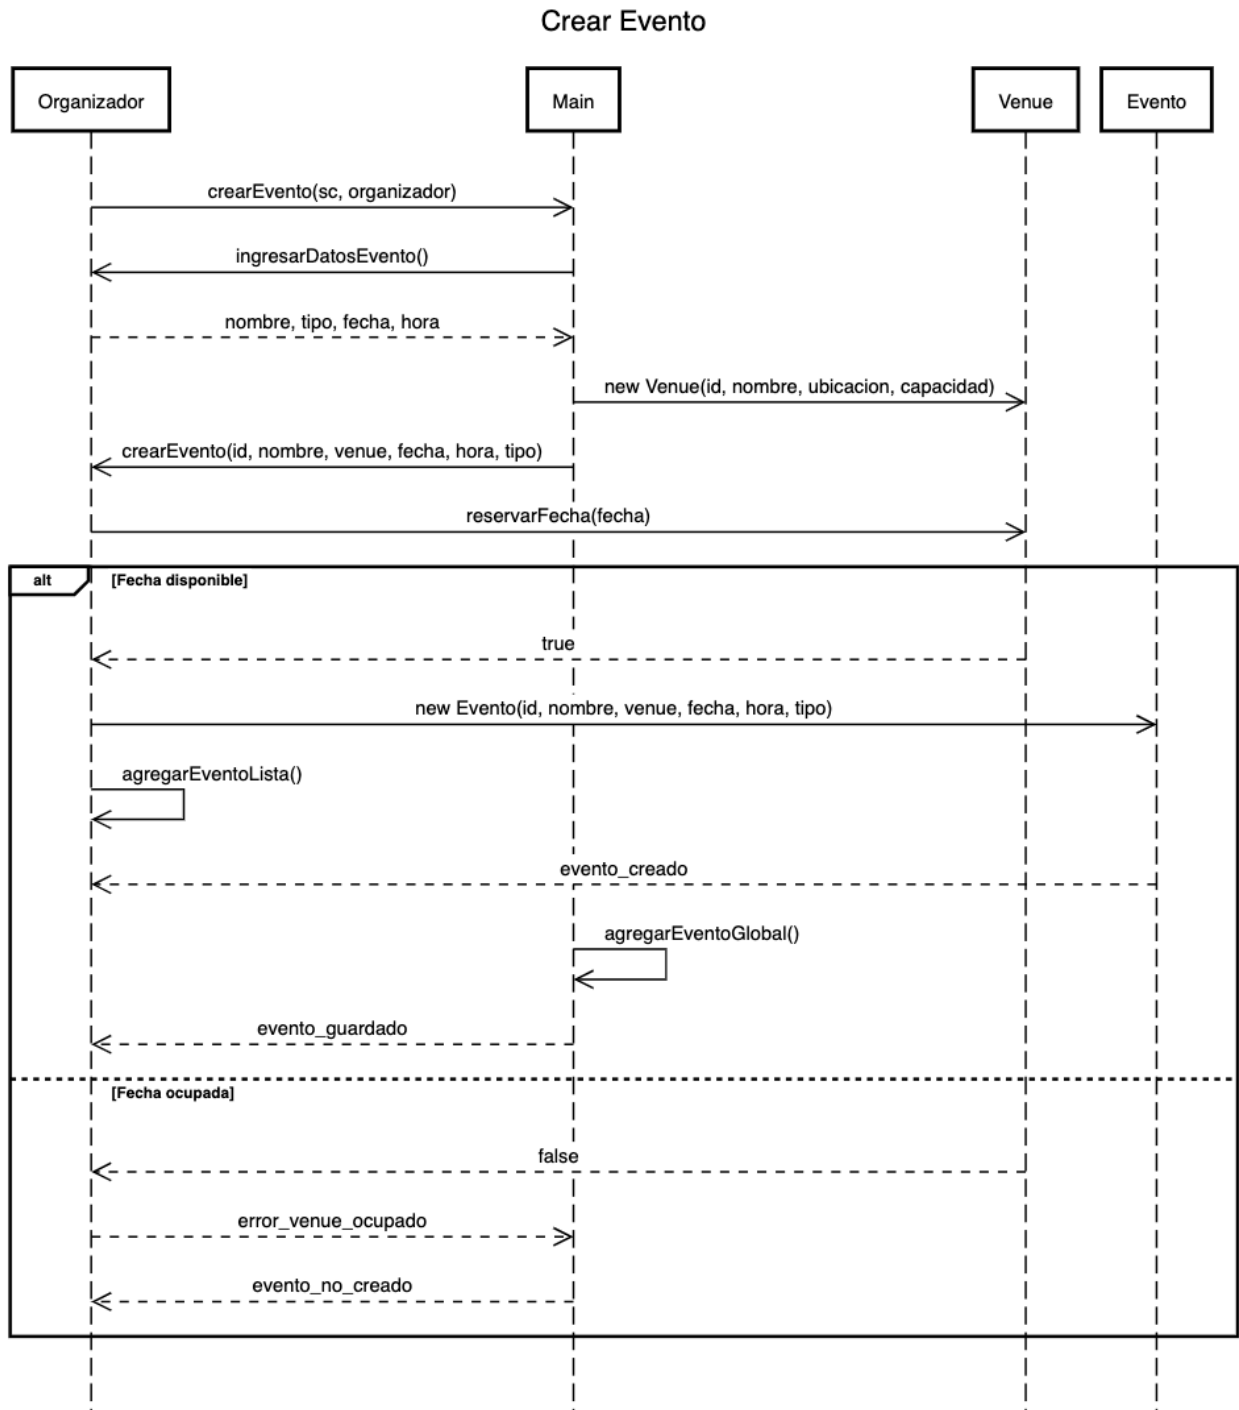 Crear Evento
Organizador
Main
Venue
Evento
crearEvento(sc, organizador)
ingresarDatosEvento()
nombre, tipo, fecha, hora
new Venue(id, nombre, ubicacion, capacidad)
crearEvento(id, nombre, venue, fecha, hora, tipo)
reservarFecha(fecha)
alt
[Fecha disponible]
true
new Evento(id, nombre, venue, fecha, hora, tipo)
agregarEventoLista()
evento_creado
agregarEventoGlobal()
evento_guardado
[Fecha ocupada]
false
error_venue_ocupado
evento_no_creado